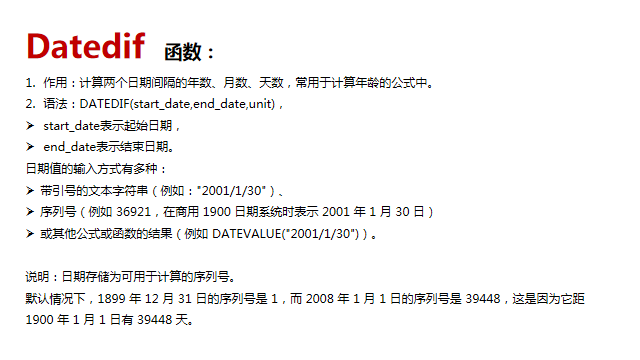 Datedif 函数：
1. 作用：计算两个日期间隔的年数、月数、天数，常用于计算年龄的公式中。
2. 语法：DATEDIF(start_date,end_date,unit)，
➢ start_date表示起始日期，
➢ end_date表示结束日期。
日期值的输入方式有多种：
➢ 带引号的文本字符串（例如："2001/1/30"）、
➢ 序列号（例如 36921，在商用 1900 日期系统时表示 2001 年 1 月 30 日）
➢ 或其他公式或函数的结果（例如 DATEVALUE("2001/1/30")）。
说明：日期存储为可用于计算的序列号。
默认情况下，1899 年 12 月 31 日的序列号是 1，而 2008 年 1 月 1 日的序列号是 39448，这是因为它距
1900 年 1 月 1 日有 39448 天。